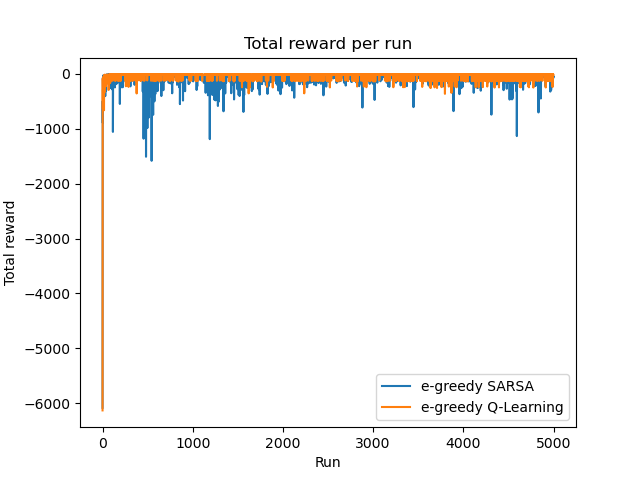 Total reward per run
0
−1000
−2000
−3000
−4000
−5000
−6000
Total reward
0
1000
2000
3000
4000
5000
Run
e-greedy SARSA
e-greedy Q-Learning